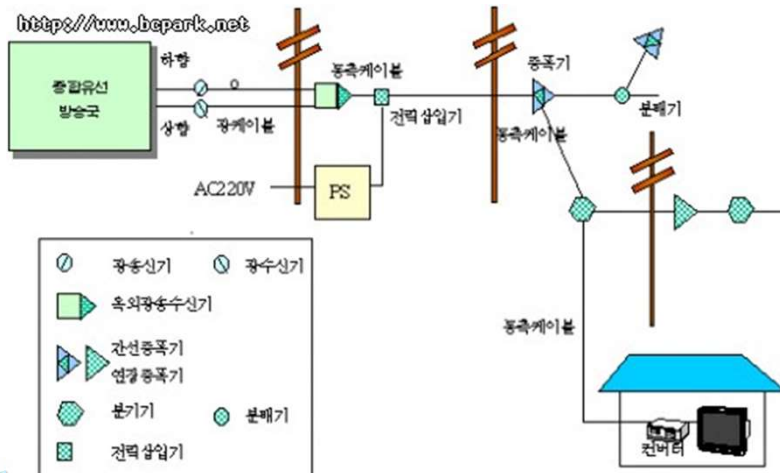 http://www.bcpark.net
하향
종합유선
방송국
상향
광케이블
동축케이블
전력삽입기
AC220V
PS
증폭기
동축케이블
분배기
동축케이블
컨버터
광송신기
광수신기
옥외광송수신기
간선증폭기
연장증폭기
분기기
분배기
전력삽입기